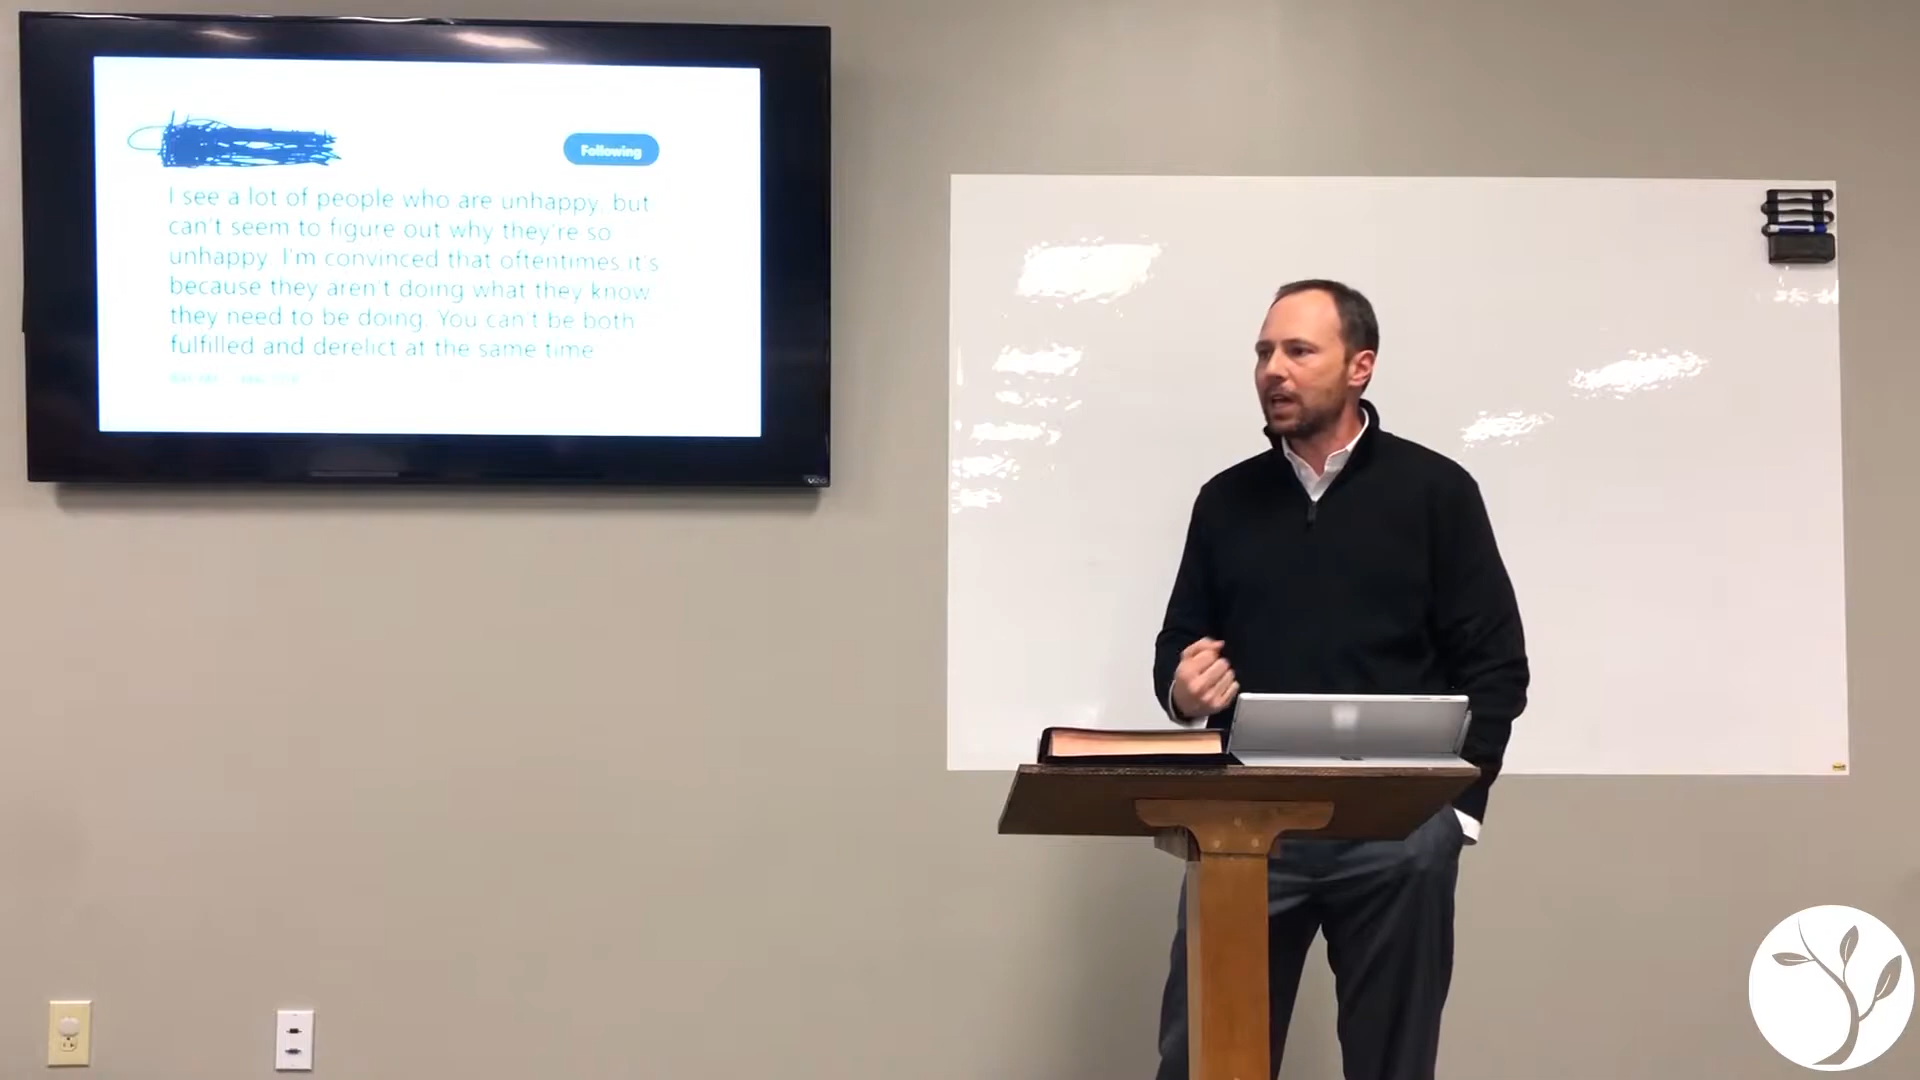 Following
I see a lot of people who are unhappy, but
can't seem to figure out why they're so
unhappy. I'm convinced that oftentimes it's
because they aren't doing what they know
they need to be doing. You can't be both
fulfilled and derelict at the same time